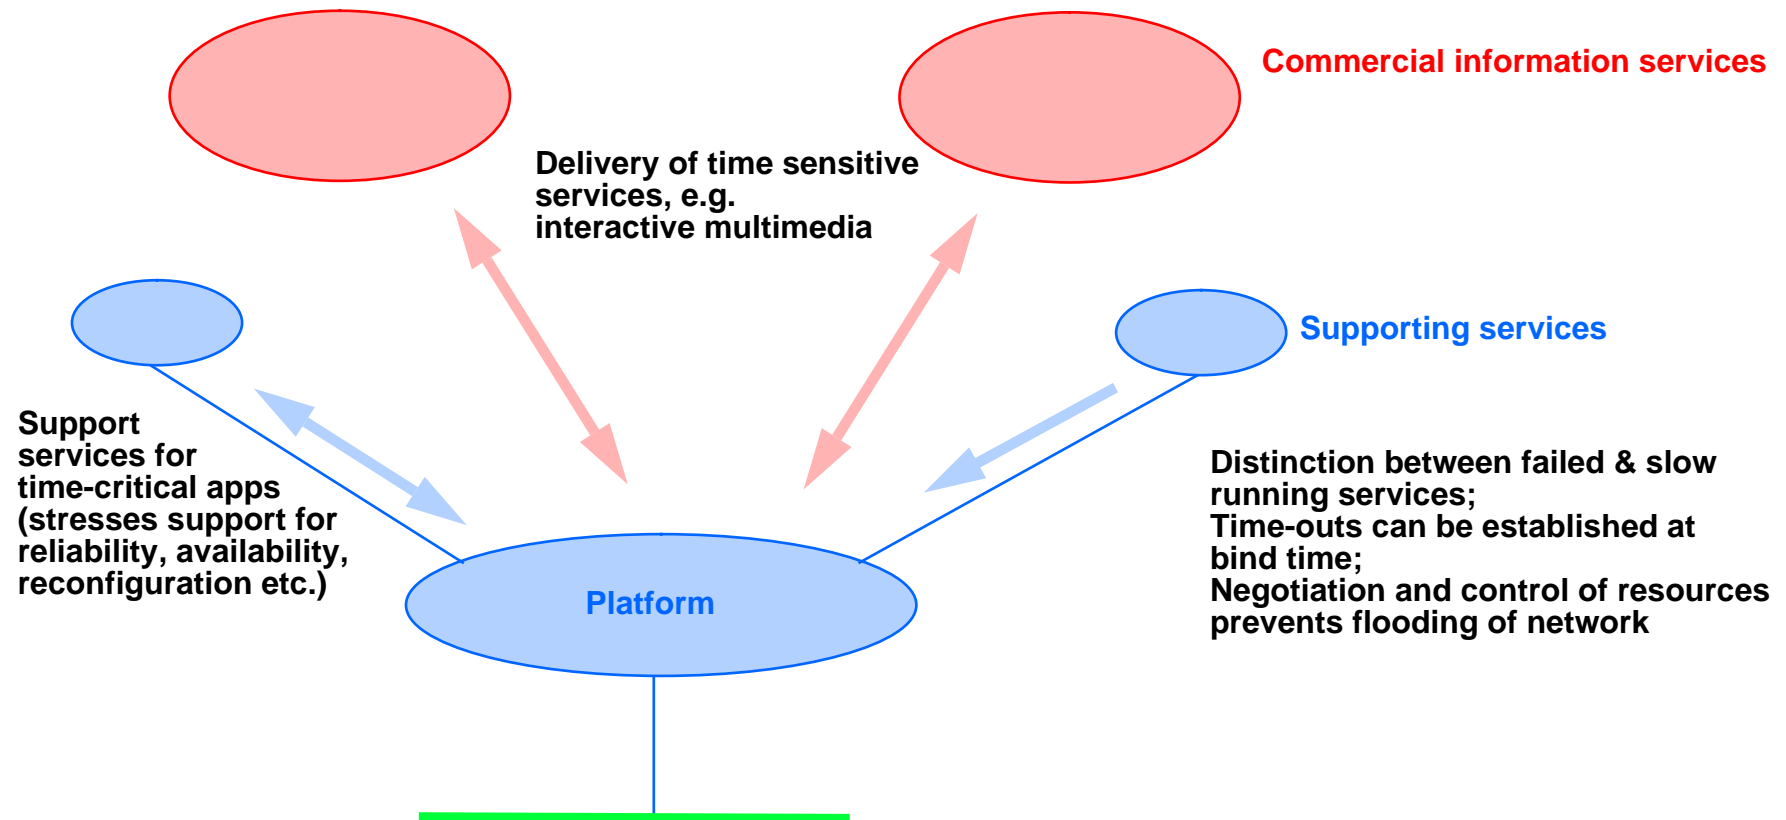 Commercial information services
Delivery of time sensitive
services, e.g.
interactive multimedia
Supporting services
Support
services for
time-critical apps
(stresses support for
reliability, availability,
reconfiguration etc.)
Distinction between failed & slow
running services;
Time-outs can be established at
bind time;
Negotiation and control of resources
prevents flooding of network
Platform